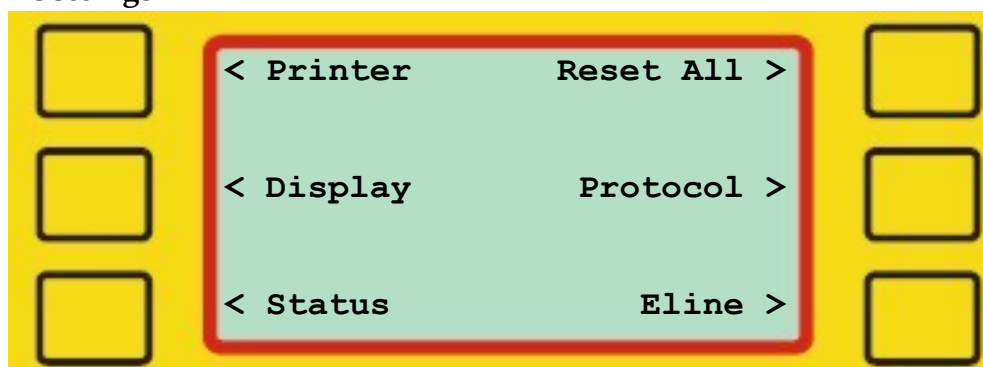 < Printer Reset All >
< Display Protocol >
< Status Eline >